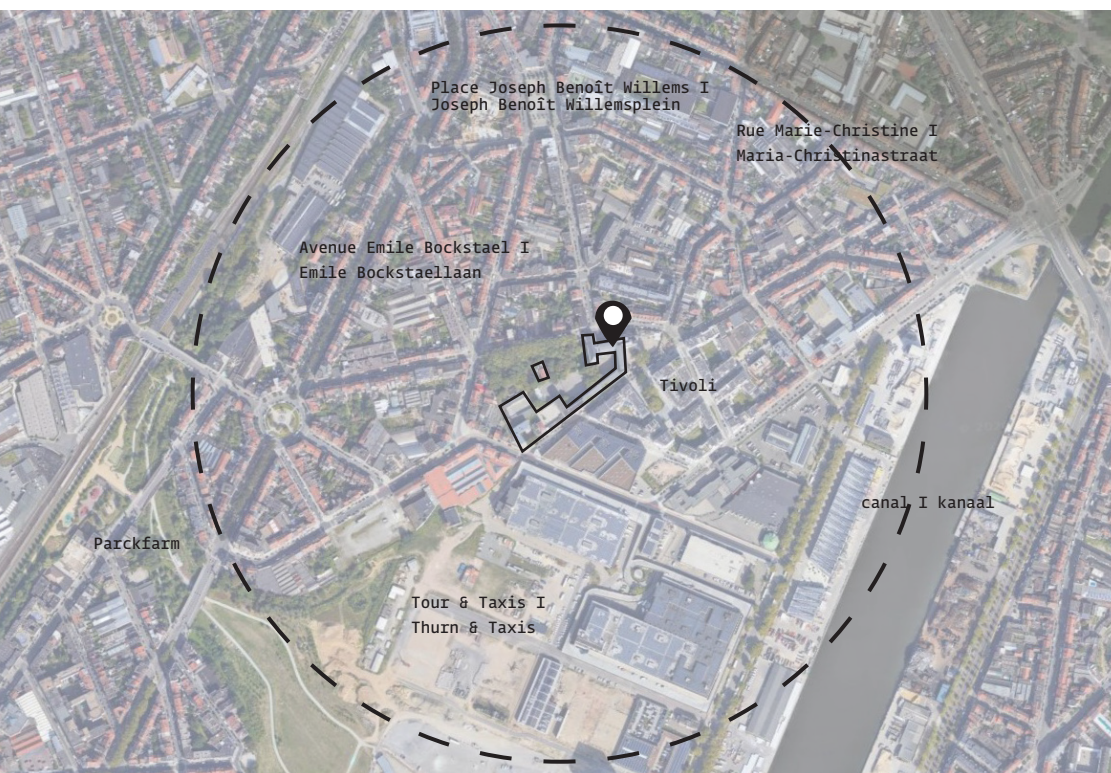 Place Joseph Benoît Willems I
Joseph Benoît Willemsplein
Rue Marie-Christine I
Maria-Christinastraat
Avenue Emile Bockstael I
Emile Bockstaellaan
Tivoli
canal I kanaal
Parckfarm
Tour & Taxis I
Thurn & Taxis